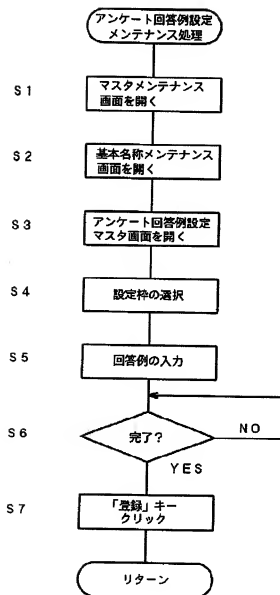 アンケート回答例設定
メンテナンス処理
S1
マスタメンテナンス
画面を開く
S2
基本名称メンテナンス
画面を開く
S3
アンケート回答例設定
マスタ画面を開く
S4
設定枠の選択
S5
回答例の入力
S6
完了?
NO
YES
S7
「登録」キー
クリック
リターン